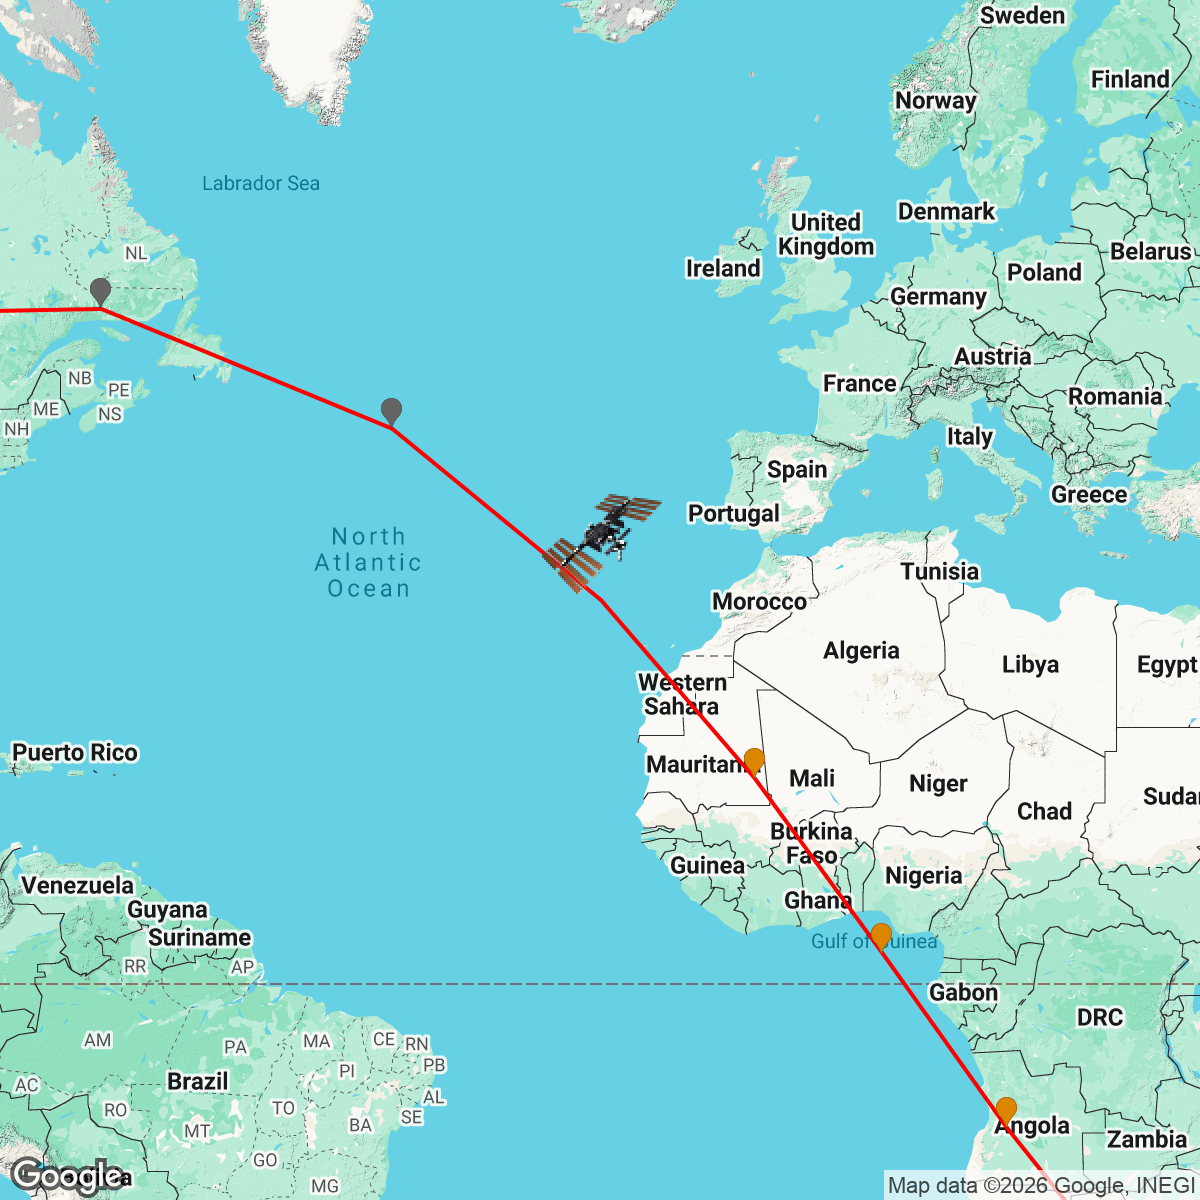 Sweden
Finland
Norway
Labrador Sea
Denmark
United
Kingdom
NL
Belarus
Ireland
Poland
Germany
Austria
NB
France
PE
Romania
ME
NS
NH
Italy
Spain
Greece
Portugal
North
Atlantic
Ocean
Tunisia
Morocco
Algeria
Libya
Egypt
Western
Sahara
Puerto Rico
Mauritania
Mali
Niger
Sudan
Chad
Burkina
Faso
Guinea
Nigeria
Venezuela
Ghana
Guyana
Suriname
Gulf of Guinea
RR
AP
Gabon
DRC
AM
PA
MA
CE
RN
PB
PI
Brazil
AC
AL
RO
TO
SE
BA
Angola
MT
Zambia
GO
Google
MG
Map data ©2026 Google, INEGI